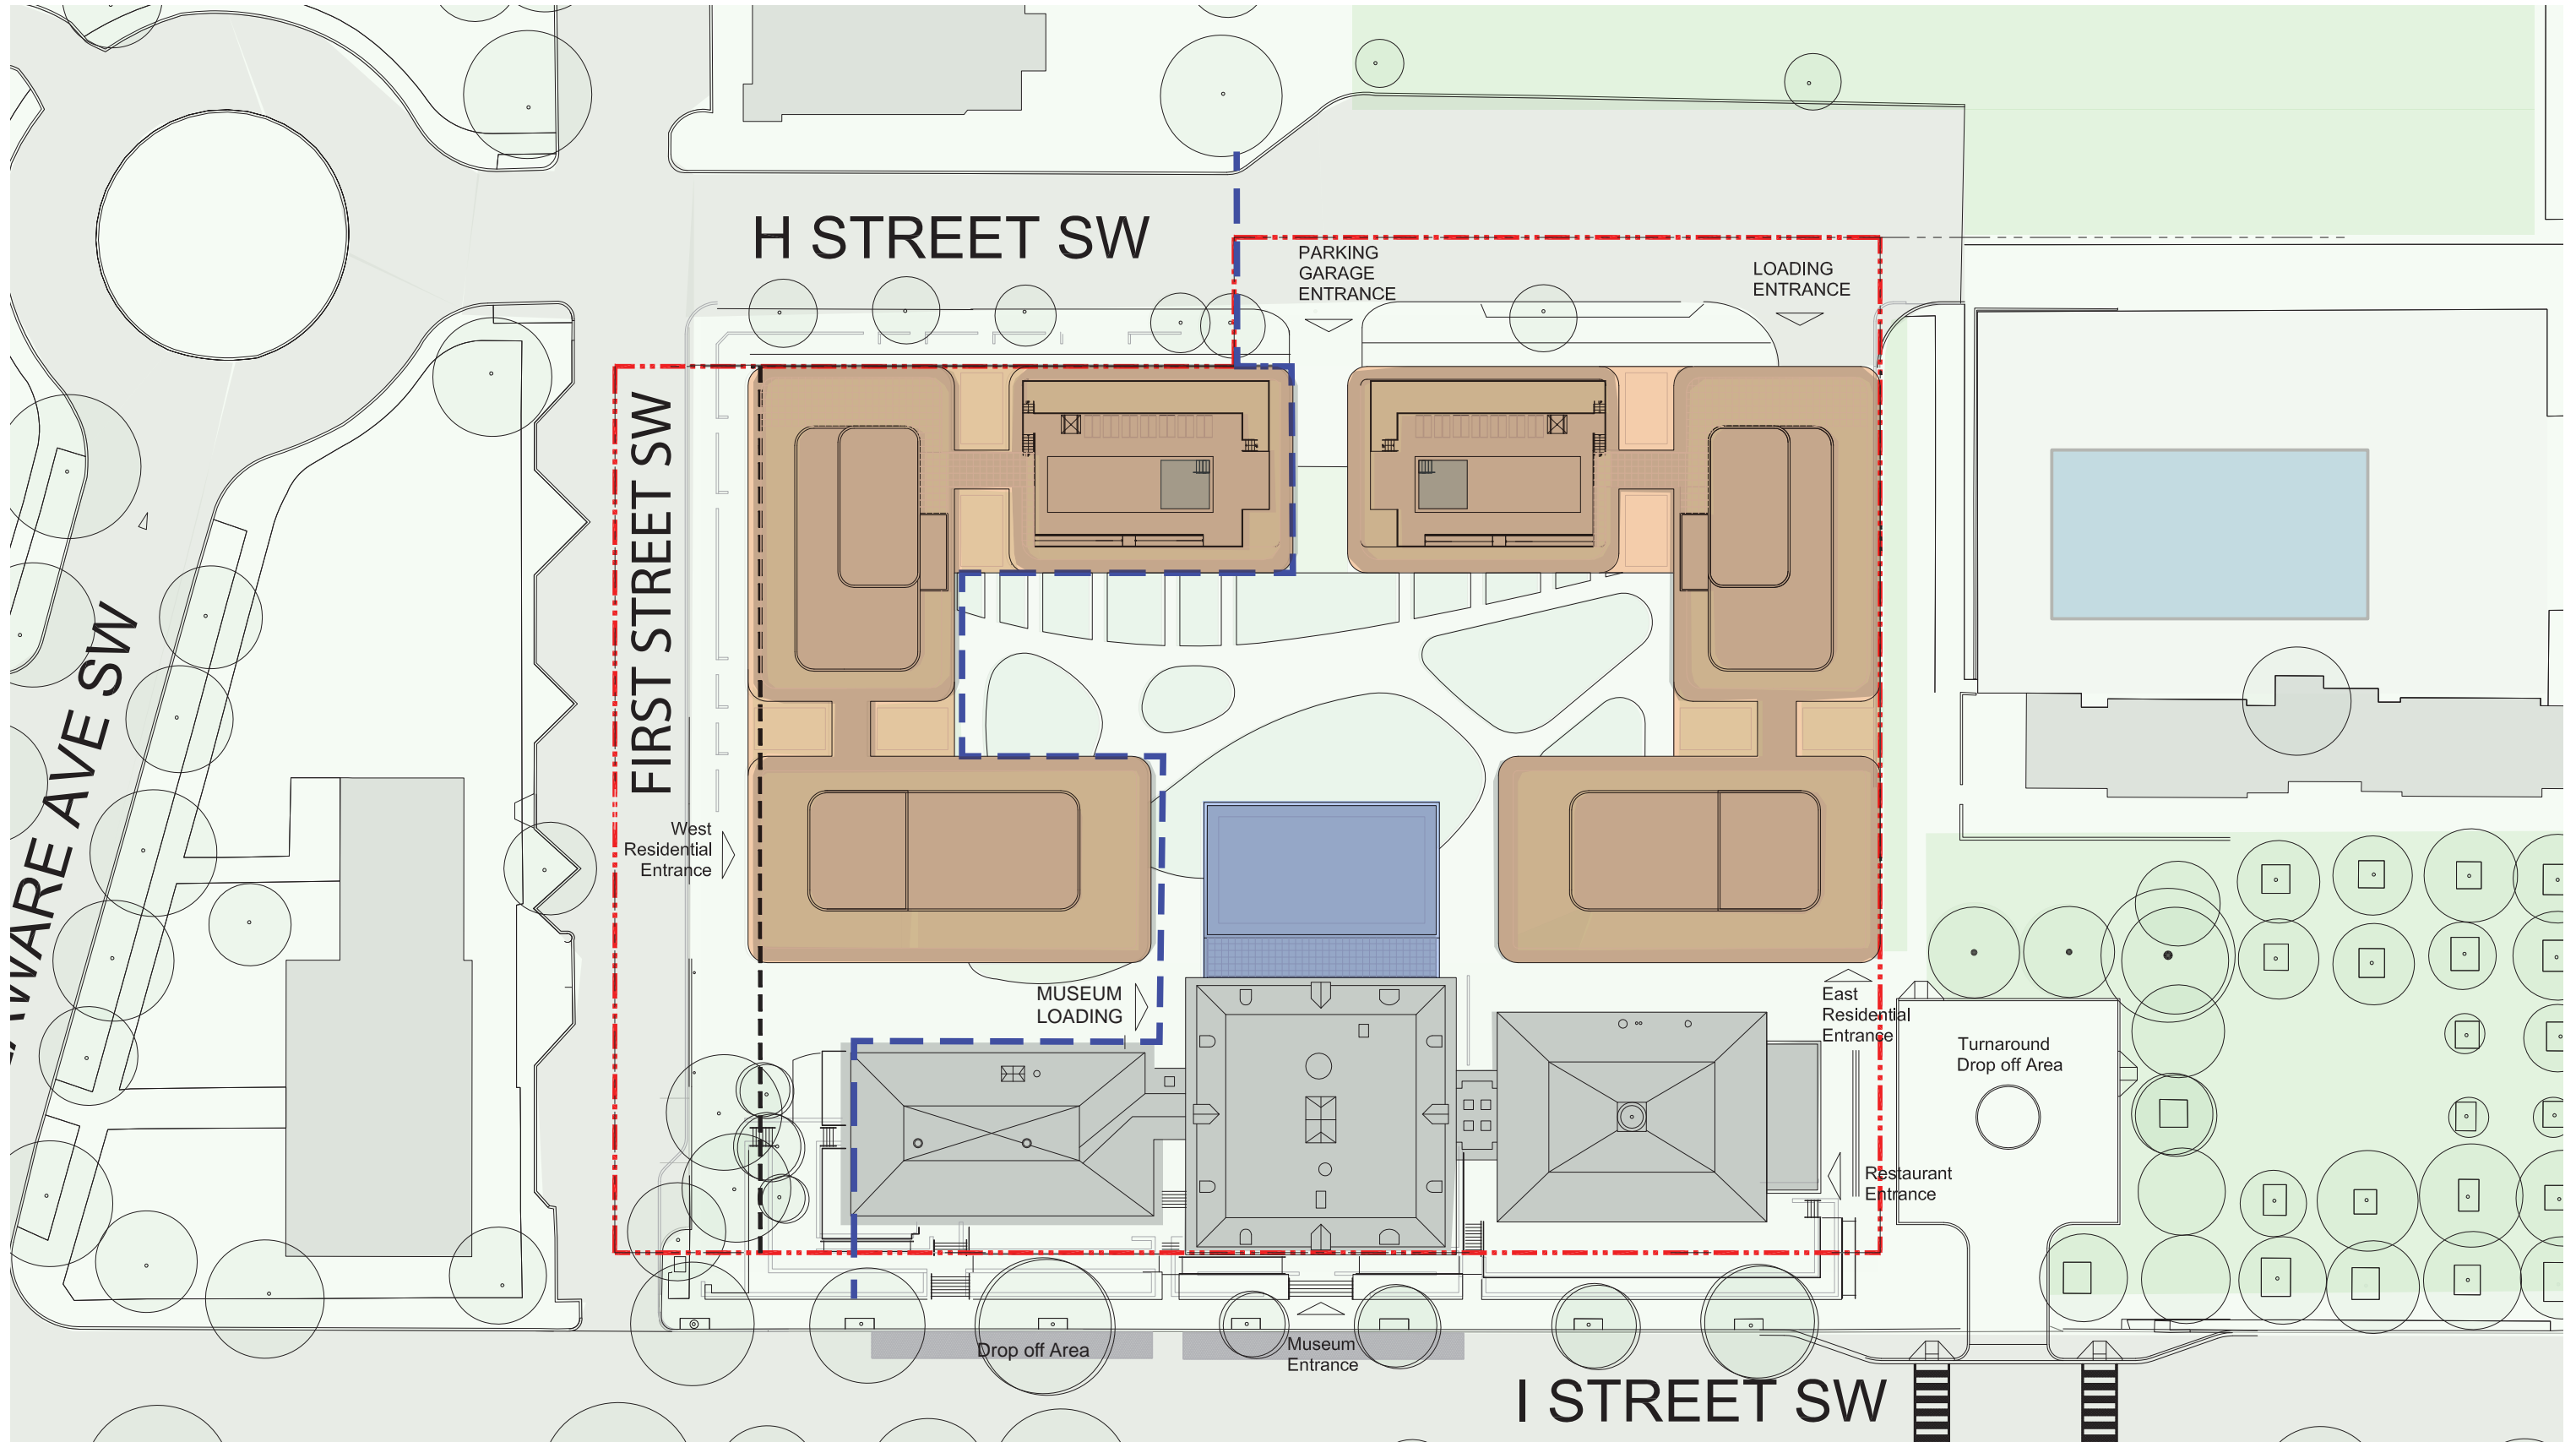 H STREET SW
PARKING
GARAGE
ENTRANCE
LOADING
ENTRANCE
FIRST STREET SW
AWARE AVE SW
West
Residential
Entrance
MUSEUM
LOADING
East
Residential
Entrance
Turnaround
Drop off Area
Restaurant
Entrance
Drop off Area
Museum
Entrance
I STREET SW